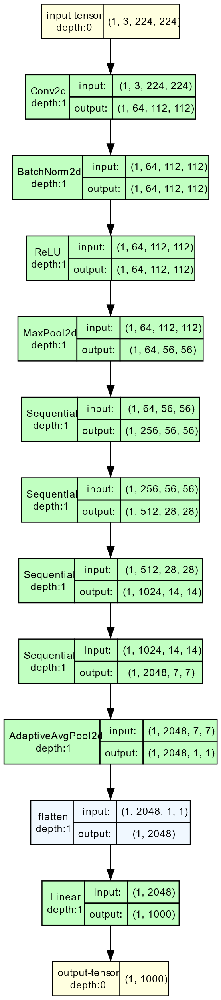 input-tensor
depth:0
(1, 3, 224, 224)
Conv2d
depth:1
input:
(1, 3, 224, 224)
output:
(1, 64, 112, 112)
BatchNorm2d
depth:1
input:
(1, 64, 112, 112)
output:
(1, 64, 112, 112)
ReLU
depth:1
input:
(1, 64, 112, 112)
output:
(1, 64, 112, 112)
MaxPool2d
depth:1
input:
(1, 64, 112, 112)
output:
(1, 64, 56, 56)
Sequential
depth:1
input:
(1, 64, 56, 56)
output:
(1, 256, 56, 56)
Sequential
depth:1
input:
(1, 256, 56, 56)
output:
(1, 512, 28, 28)
Sequential
depth:1
input:
(1, 512, 28, 28)
output:
(1, 1024, 14, 14)
Sequential
depth:1
input:
(1, 1024, 14, 14)
output:
(1, 2048, 7, 7)
AdaptiveAvgPool2d
depth:1
input:
(1, 2048, 7, 7)
output:
(1, 2048, 1, 1)
flatten
depth:1
input:
(1, 2048, 1, 1)
output:
(1, 2048)
Linear
depth:1
input:
(1, 2048)
output:
(1, 1000)
output-tensor
depth:0
(1, 1000)